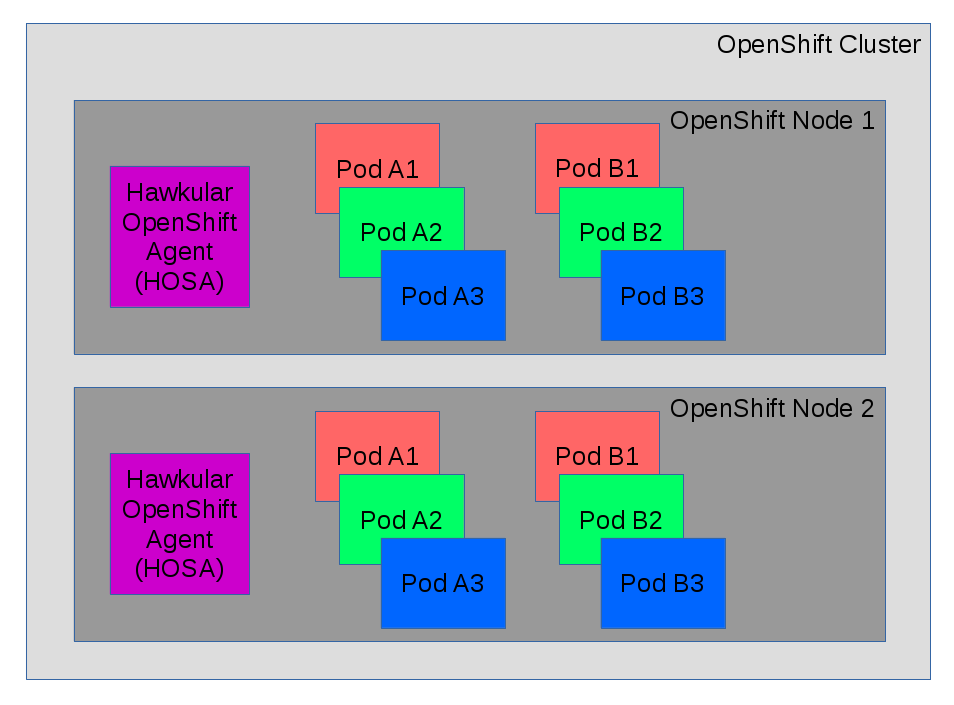 OpenShift Cluster
OpenShift Node 1
Hawkular
OpenShift
Agent
(HOSA)
Pod A1
Pod A2
Pod A3
Pod B1
Pod B2
Pod B3
OpenShift Node 2
Hawkular
OpenShift
Agent
(HOSA)
Pod A1
Pod A2
Pod A3
Pod B1
Pod B2
Pod B3